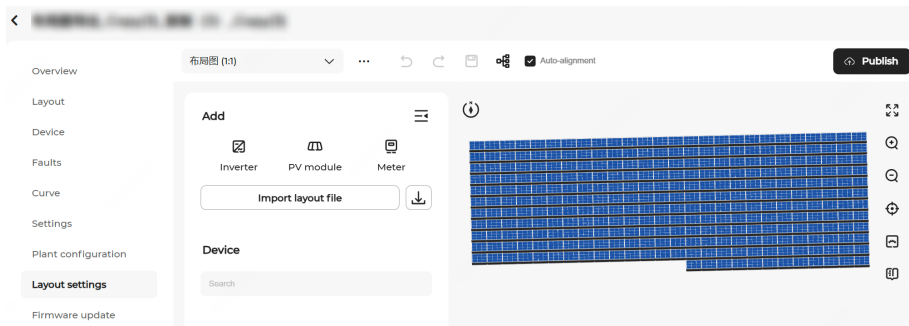 布局图 (1:1)
Auto-alignment
Publish
Overview
Layout
Device
Faults
Curve
Settings
Plant configuration
Layout settings
Firmware update
Add
Inverter
PV module
Meter
Import layout file
Device
Search